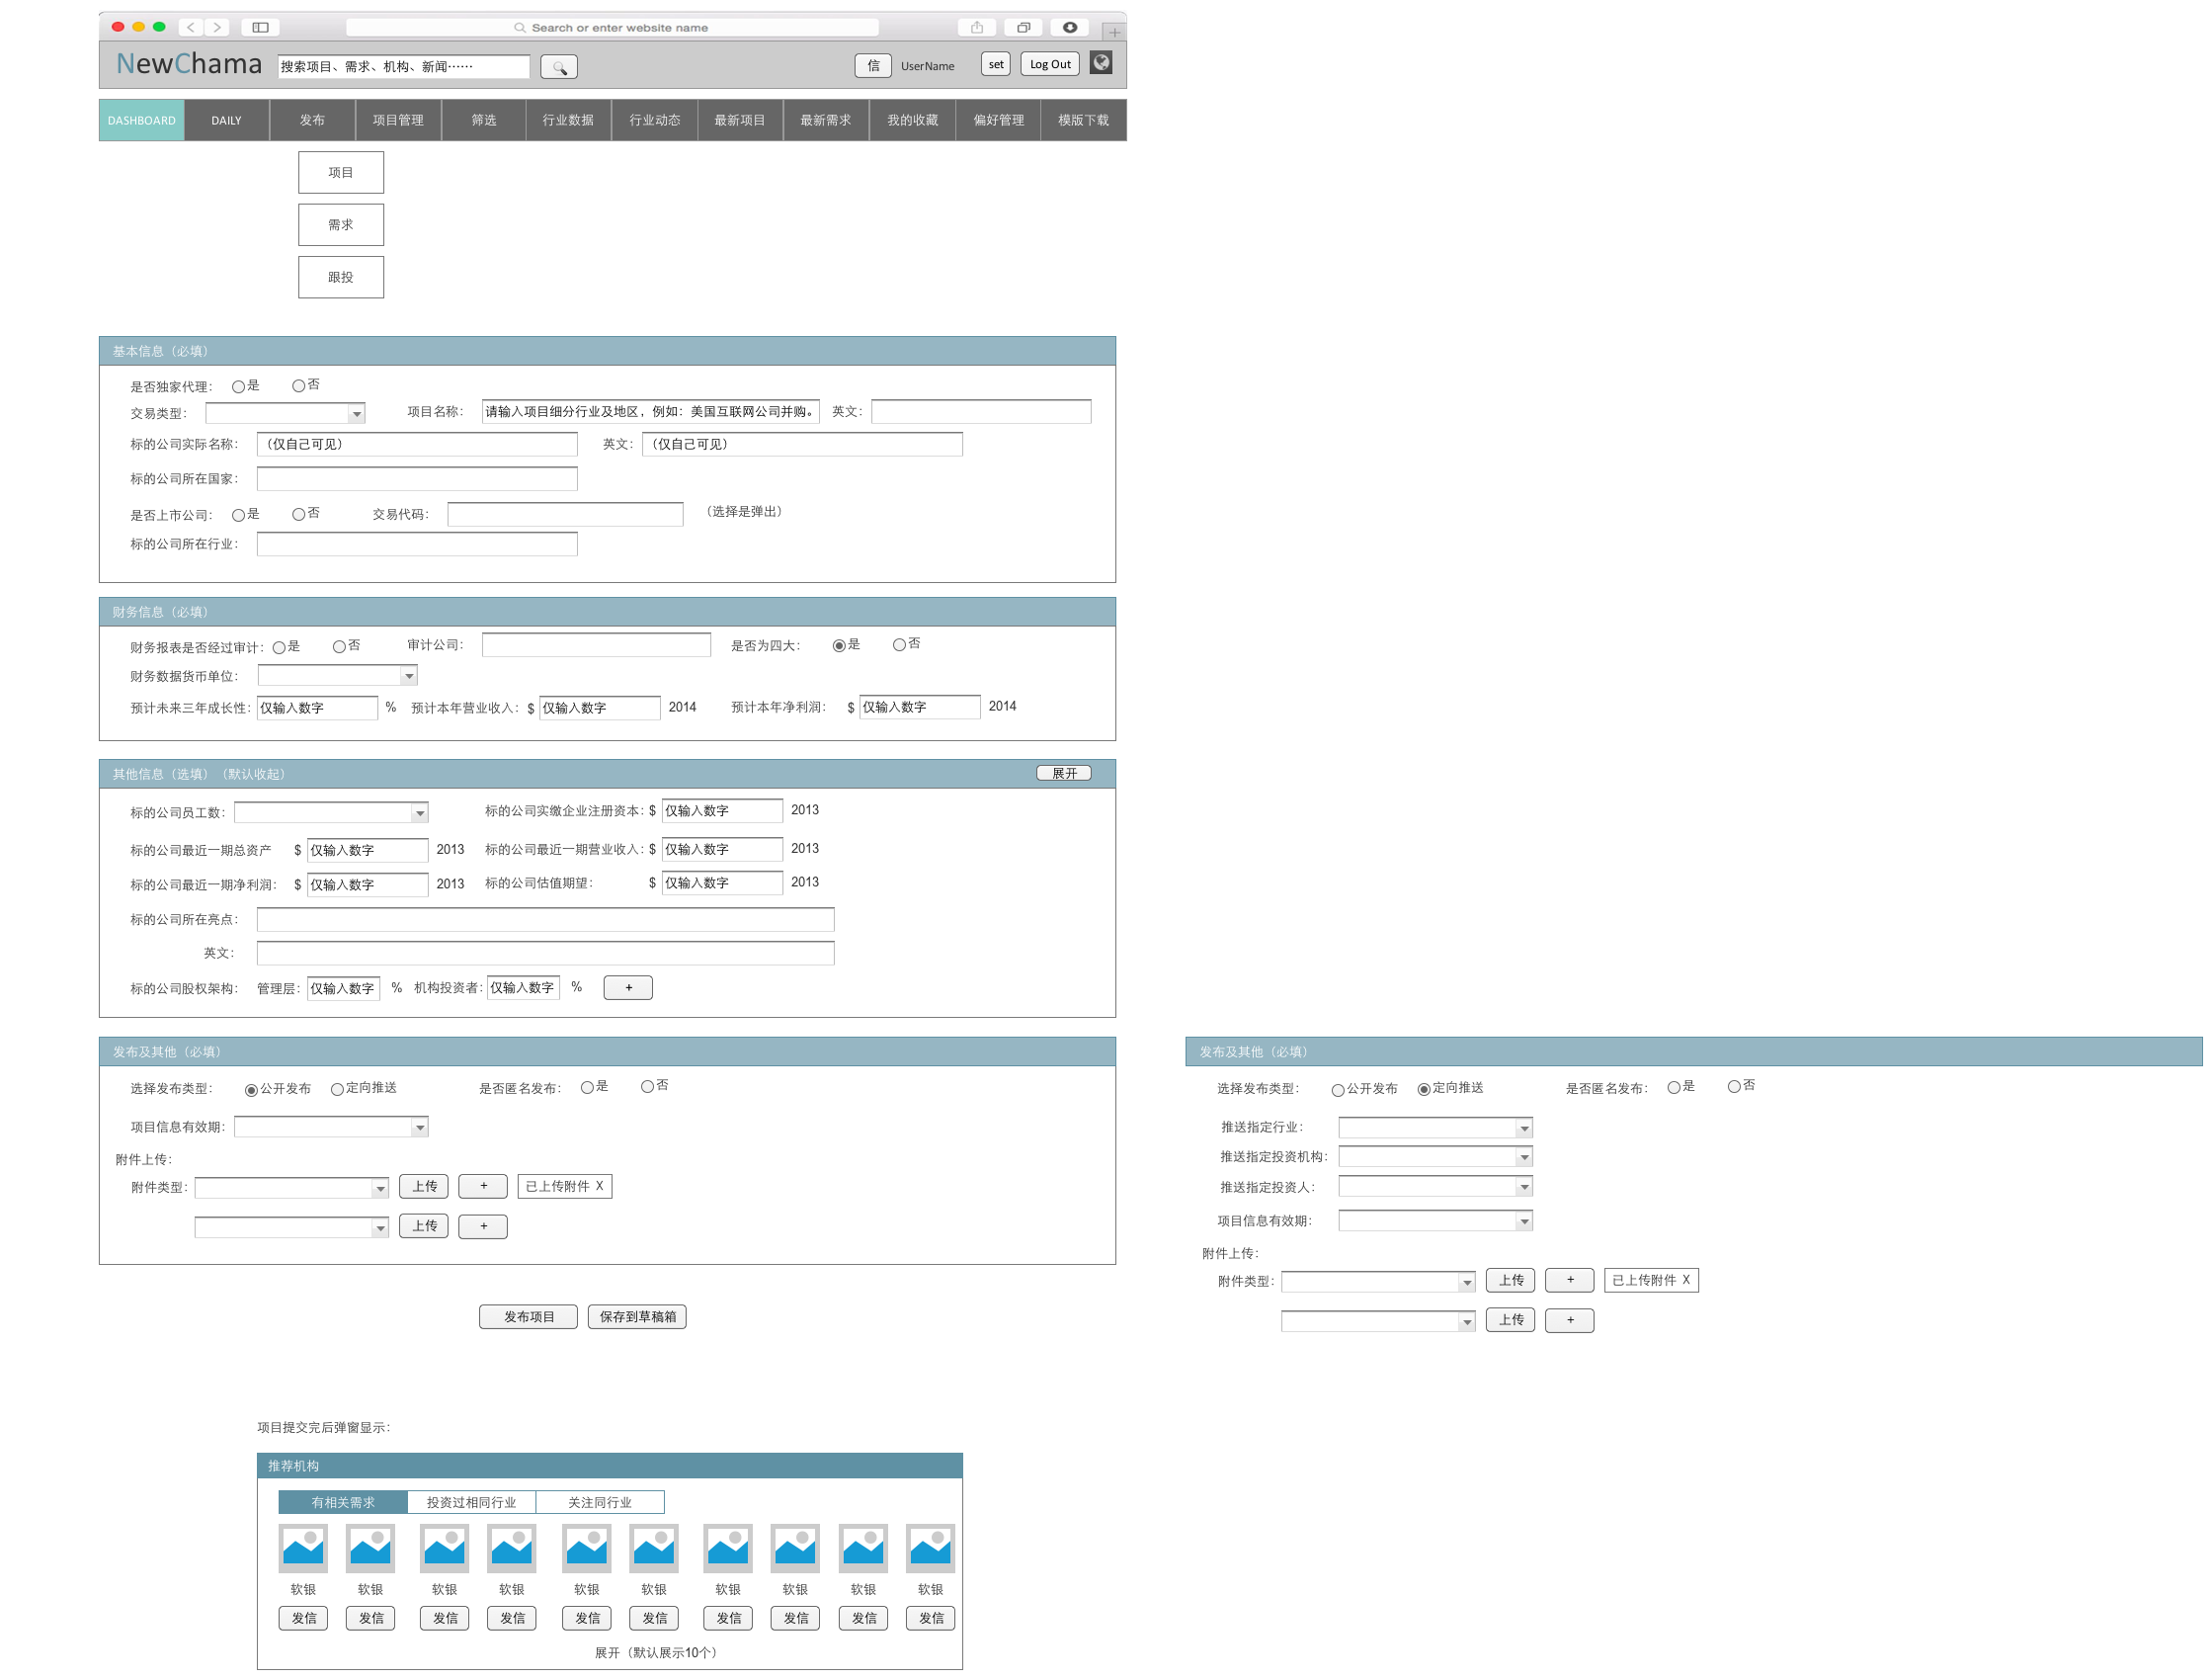 Search or enter website name
NewChama 搜索项目、需求、机构、新闻…… 信 UserName set Log Out
DASHBOARD DAILY 发布 项目管理 筛选 行业数据 行业动态 最新项目 最新需求 我的收藏 偏好管理 模版下载
项目
需求
跟投
基本信息（必填）
是否独家代理： 是 否
交易类型： 项目名称： 请输入项目细分行业及地区，例如：美国互联网公司并购。 英文：
标的公司实际名称： （仅自己可见） 英文： （仅自己可见）
标的公司所在国家：
是否上市公司： 是 否 交易代码： （选择是弹出）
标的公司所在行业：
财务信息（必填）
财务报表是否经过审计： 是 否 审计公司： 是否为四大： 是 否
财务数据货币单位：
预计未来三年成长性： 仅输入数字 % 预计本年营业收入： $ 仅输入数字 2014 预计本年净利润： $ 仅输入数字 2014
其他信息（选填）（默认收起） 展开
标的公司员工数： 标的公司实缴企业注册资本： $ 仅输入数字 2013
标的公司最近一期总资产 $ 仅输入数字 2013 标的公司最近一期营业收入： $ 仅输入数字 2013
标的公司最近一期净利润： $ 仅输入数字 2013 标的公司估值期望： $ 仅输入数字 2013
标的公司所在亮点：
英文：
标的公司股权架构： 管理层： 仅输入数字 % 机构投资者： 仅输入数字 % +
发布及其他（必填）
选择发布类型： 公开发布 定向推送 是否匿名发布： 是 否
项目信息有效期：
附件上传：
附件类型： 上传 + 已上传附件 X
上传 +
发布项目 保存到草稿箱
发布及其他（必填）
选择发布类型： 公开发布 定向推送 是否匿名发布： 是 否
推送指定行业：
推送指定投资机构：
推送指定投资人：
项目信息有效期：
附件上传：
附件类型： 上传 + 已上传附件 X
上传 +
项目提交完后弹窗显示：
推荐机构
有相关需求 投资过相同行业 关注同行业
软银 软银 软银 软银 软银 软银 软银 软银 软银 软银
发信 发信 发信 发信 发信 发信 发信 发信 发信 发信
展开（默认展示10个）